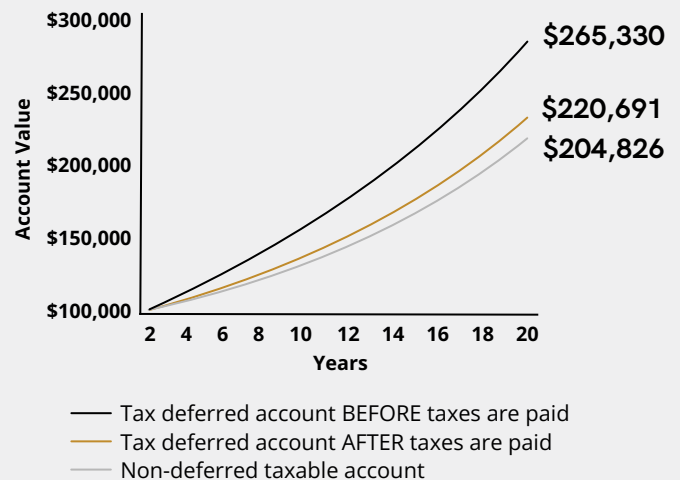 $300,000
$265,330
$250,000
$220,691
$204,826
$200,000
$150,000
$100,000
Account Value
2 4 6 8 10 12 14 16 18 20
Years
Tax deferred account BEFORE taxes are paid
Tax deferred account AFTER taxes are paid
Non-deferred taxable account